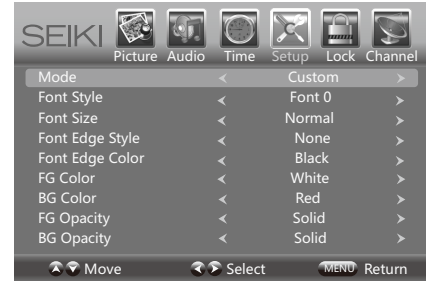 SEIKI
Picture Audio Time Setup Lock Channel
Mode Custom
Font Style Font 0
Font Size Normal
Font Edge Style None
Font Edge Color Black
FG Color White
BG Color Red
FG Opacity Solid
BG Opacity Solid
Move Select MENU Return